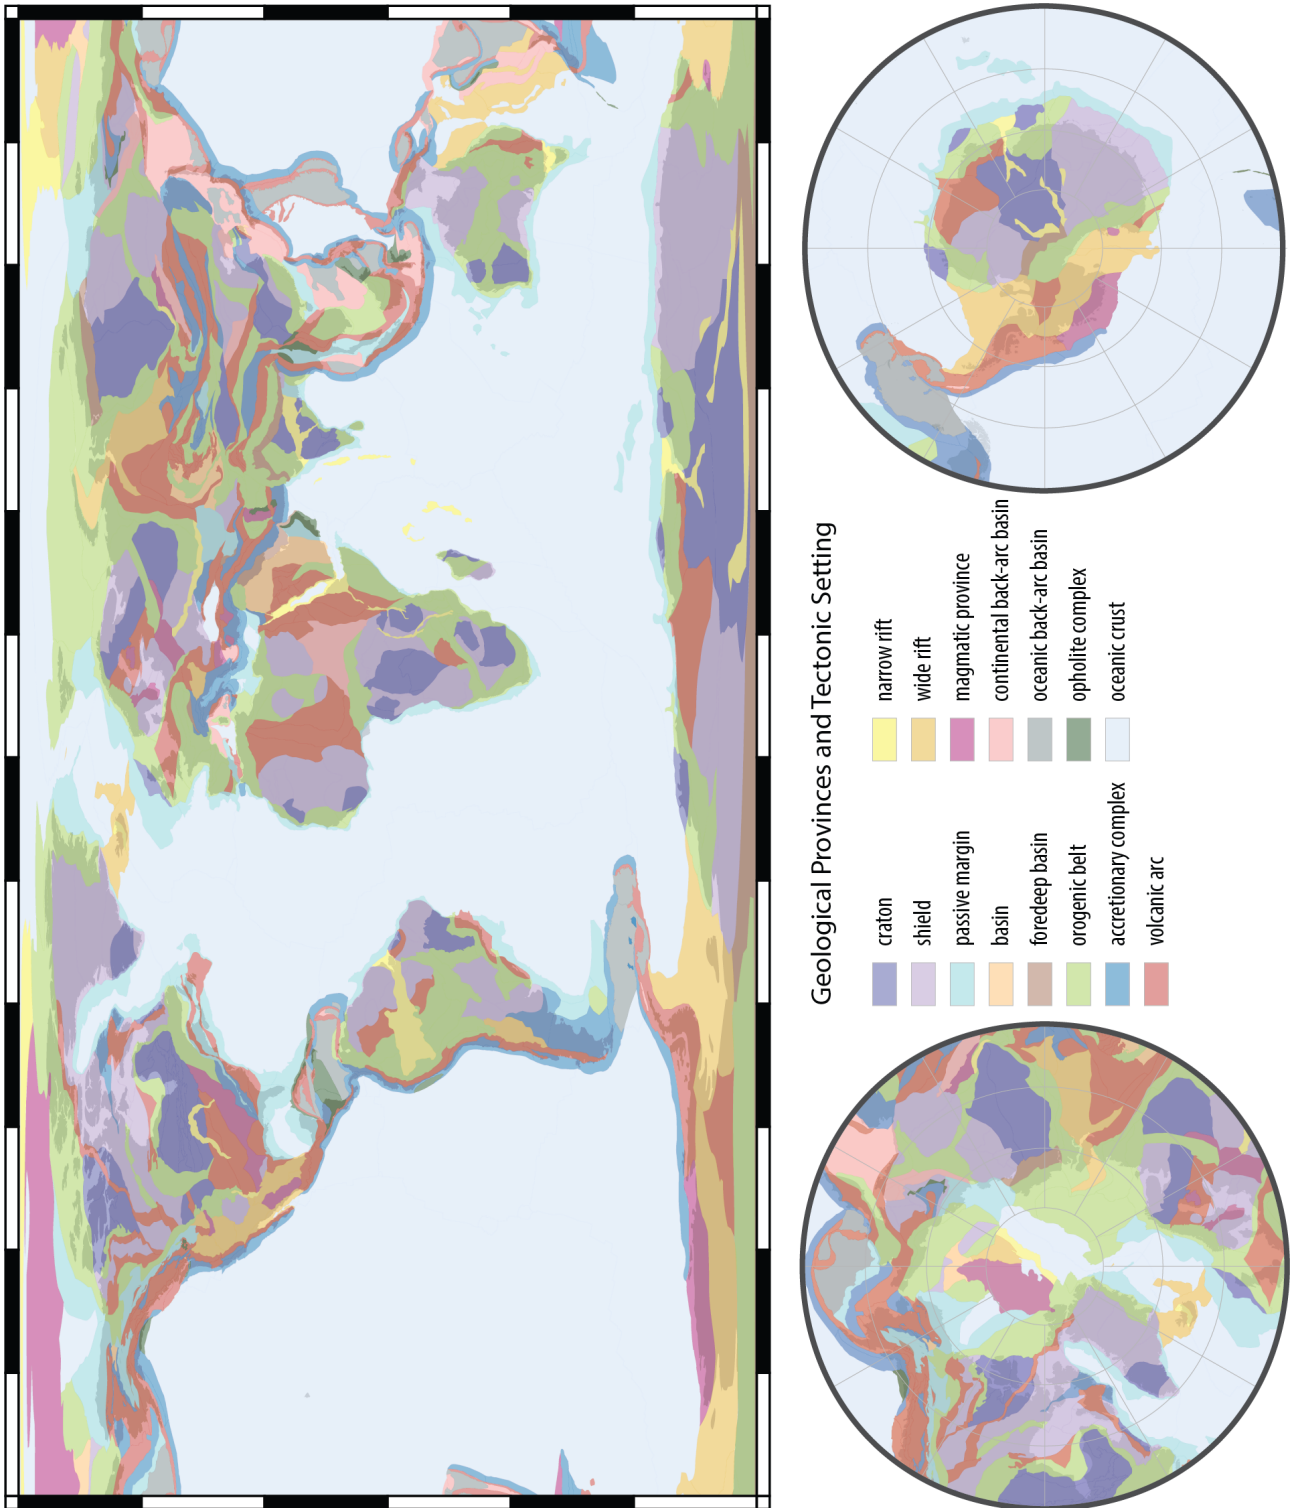 Geological Provinces and Tectonic Setting
craton
shield
passive margin
basin
foredeep basin
orogenic belt
accretionary complex
volcanic arc
narrow rift
wide rift
magmatic province
continental back-arc basin
oceanic back-arc basin
opholite complex
oceanic crust